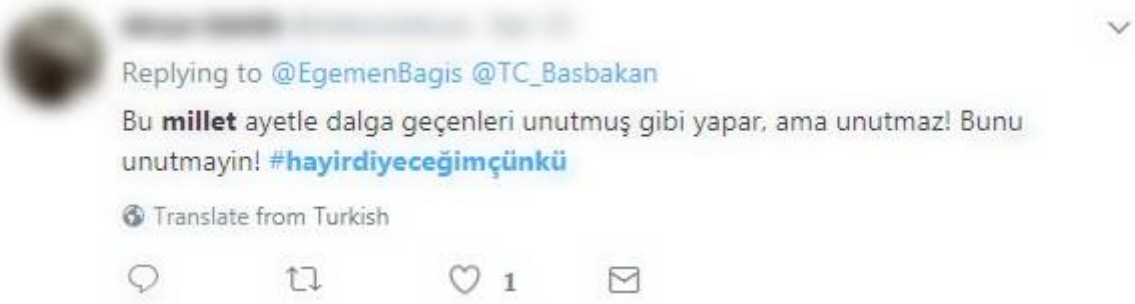 Replying to @EgemenBagis @TC_Basbakan
Bu millet ayetle dalga geçenleri unutmuş gibi yapar, ama unutmaz! Bunu
unutmayin! #hayirdiyeceğimçünkü
Translate from Turkish
1